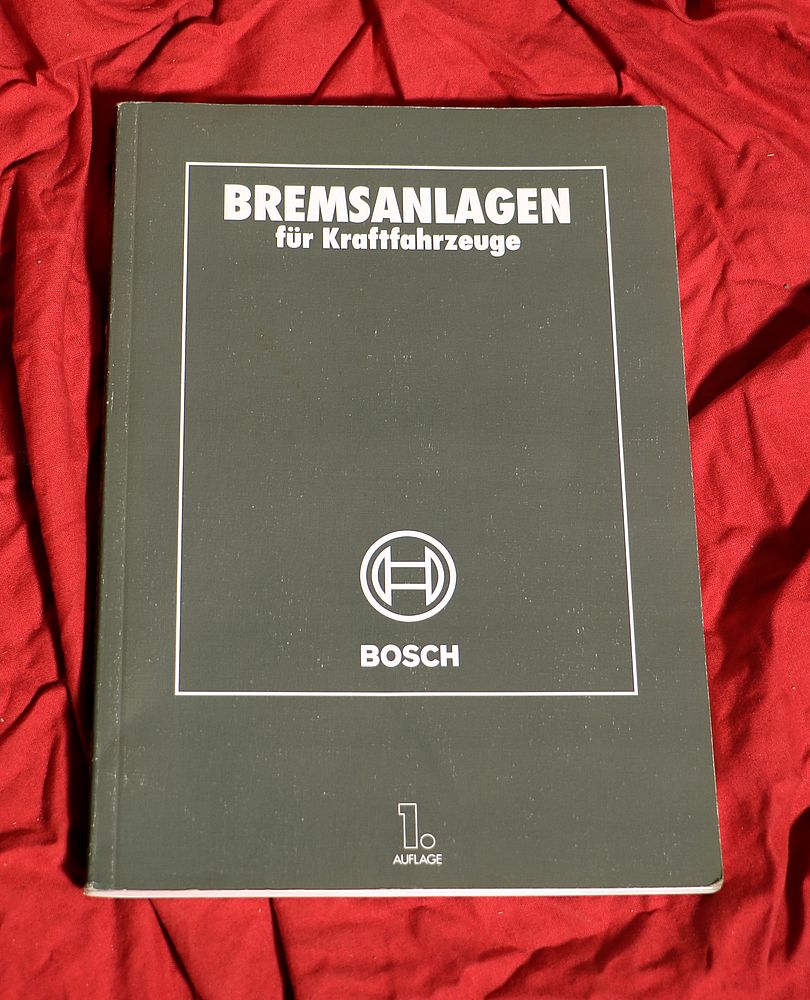 BREMSANLAGEN
für Kraftfahrzeuge
BOSCH
1.
AUFLAGE